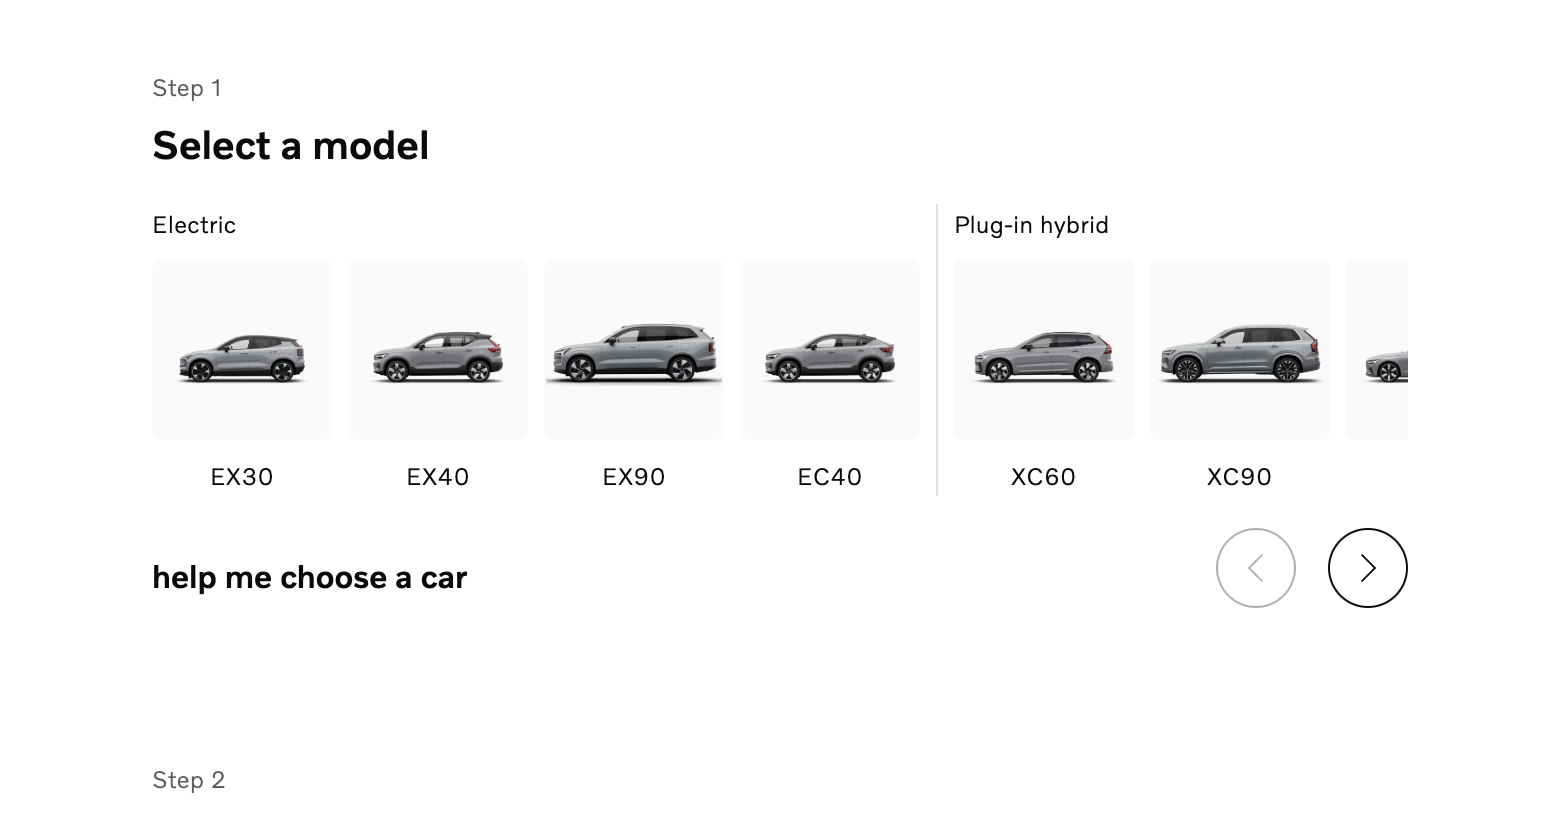 Step 1
Select a model
Electric
Plug-in hybrid
EX30
EX40
EX90
EC40
XC60
XC90
help me choose a car
Step 2